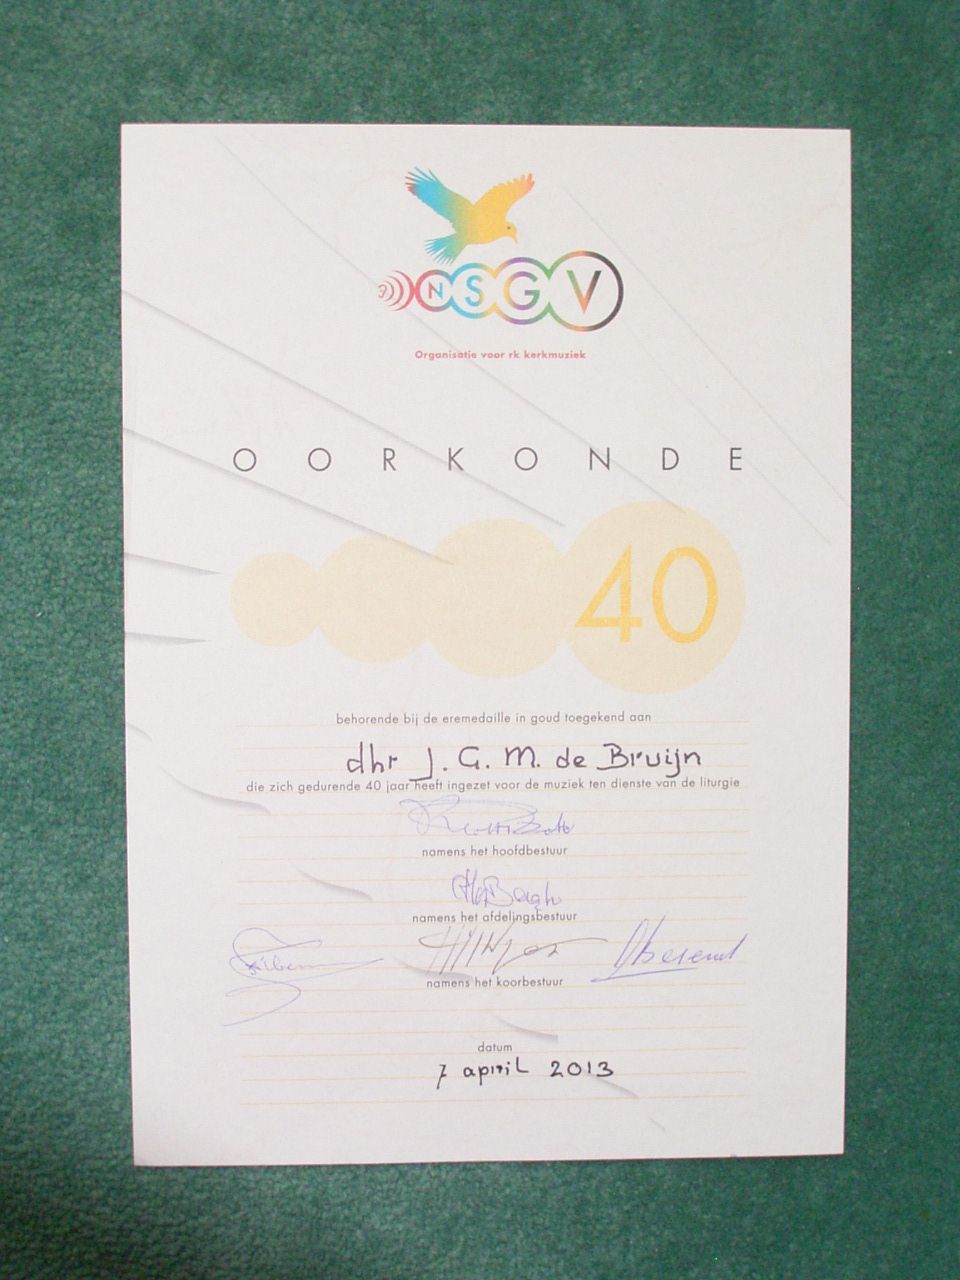 NSGV
Organisatie voor rk kerkmuziek
OORKONDE
40
behorende bij de eremedaille in goud toegekend aan
dhr J. G. M. de Bruijn
die zich gedurende 40 jaar heeft ingezet voor de muziek ten dienste van de liturgie
namens het hoofdbestuur
namens het afdelingsbestuur
namens het koorbestuur
datum
7 april 2013